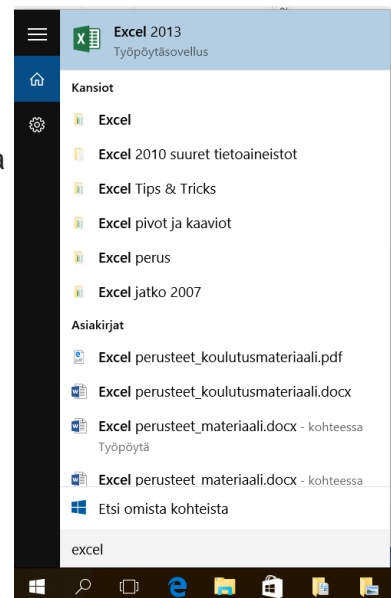 Excel 2013
Työpöytäsovellus
Kansiot
Excel
Excel 2010 suuret tietoaineistot
Excel Tips & Tricks
Excel pivot ja kaaviot
Excel perus
Excel jatko 2007
Asiakirjat
Excel perusteet_koulutusmateriaali.pdf
Excel perusteet_koulutusmateriaali.docx
Excel perusteet_materiaali.docx - kohteessa
Työpöytä
Excel perusteet_materiaali.docx - kohteessa
Etsi omista kohteista
excel